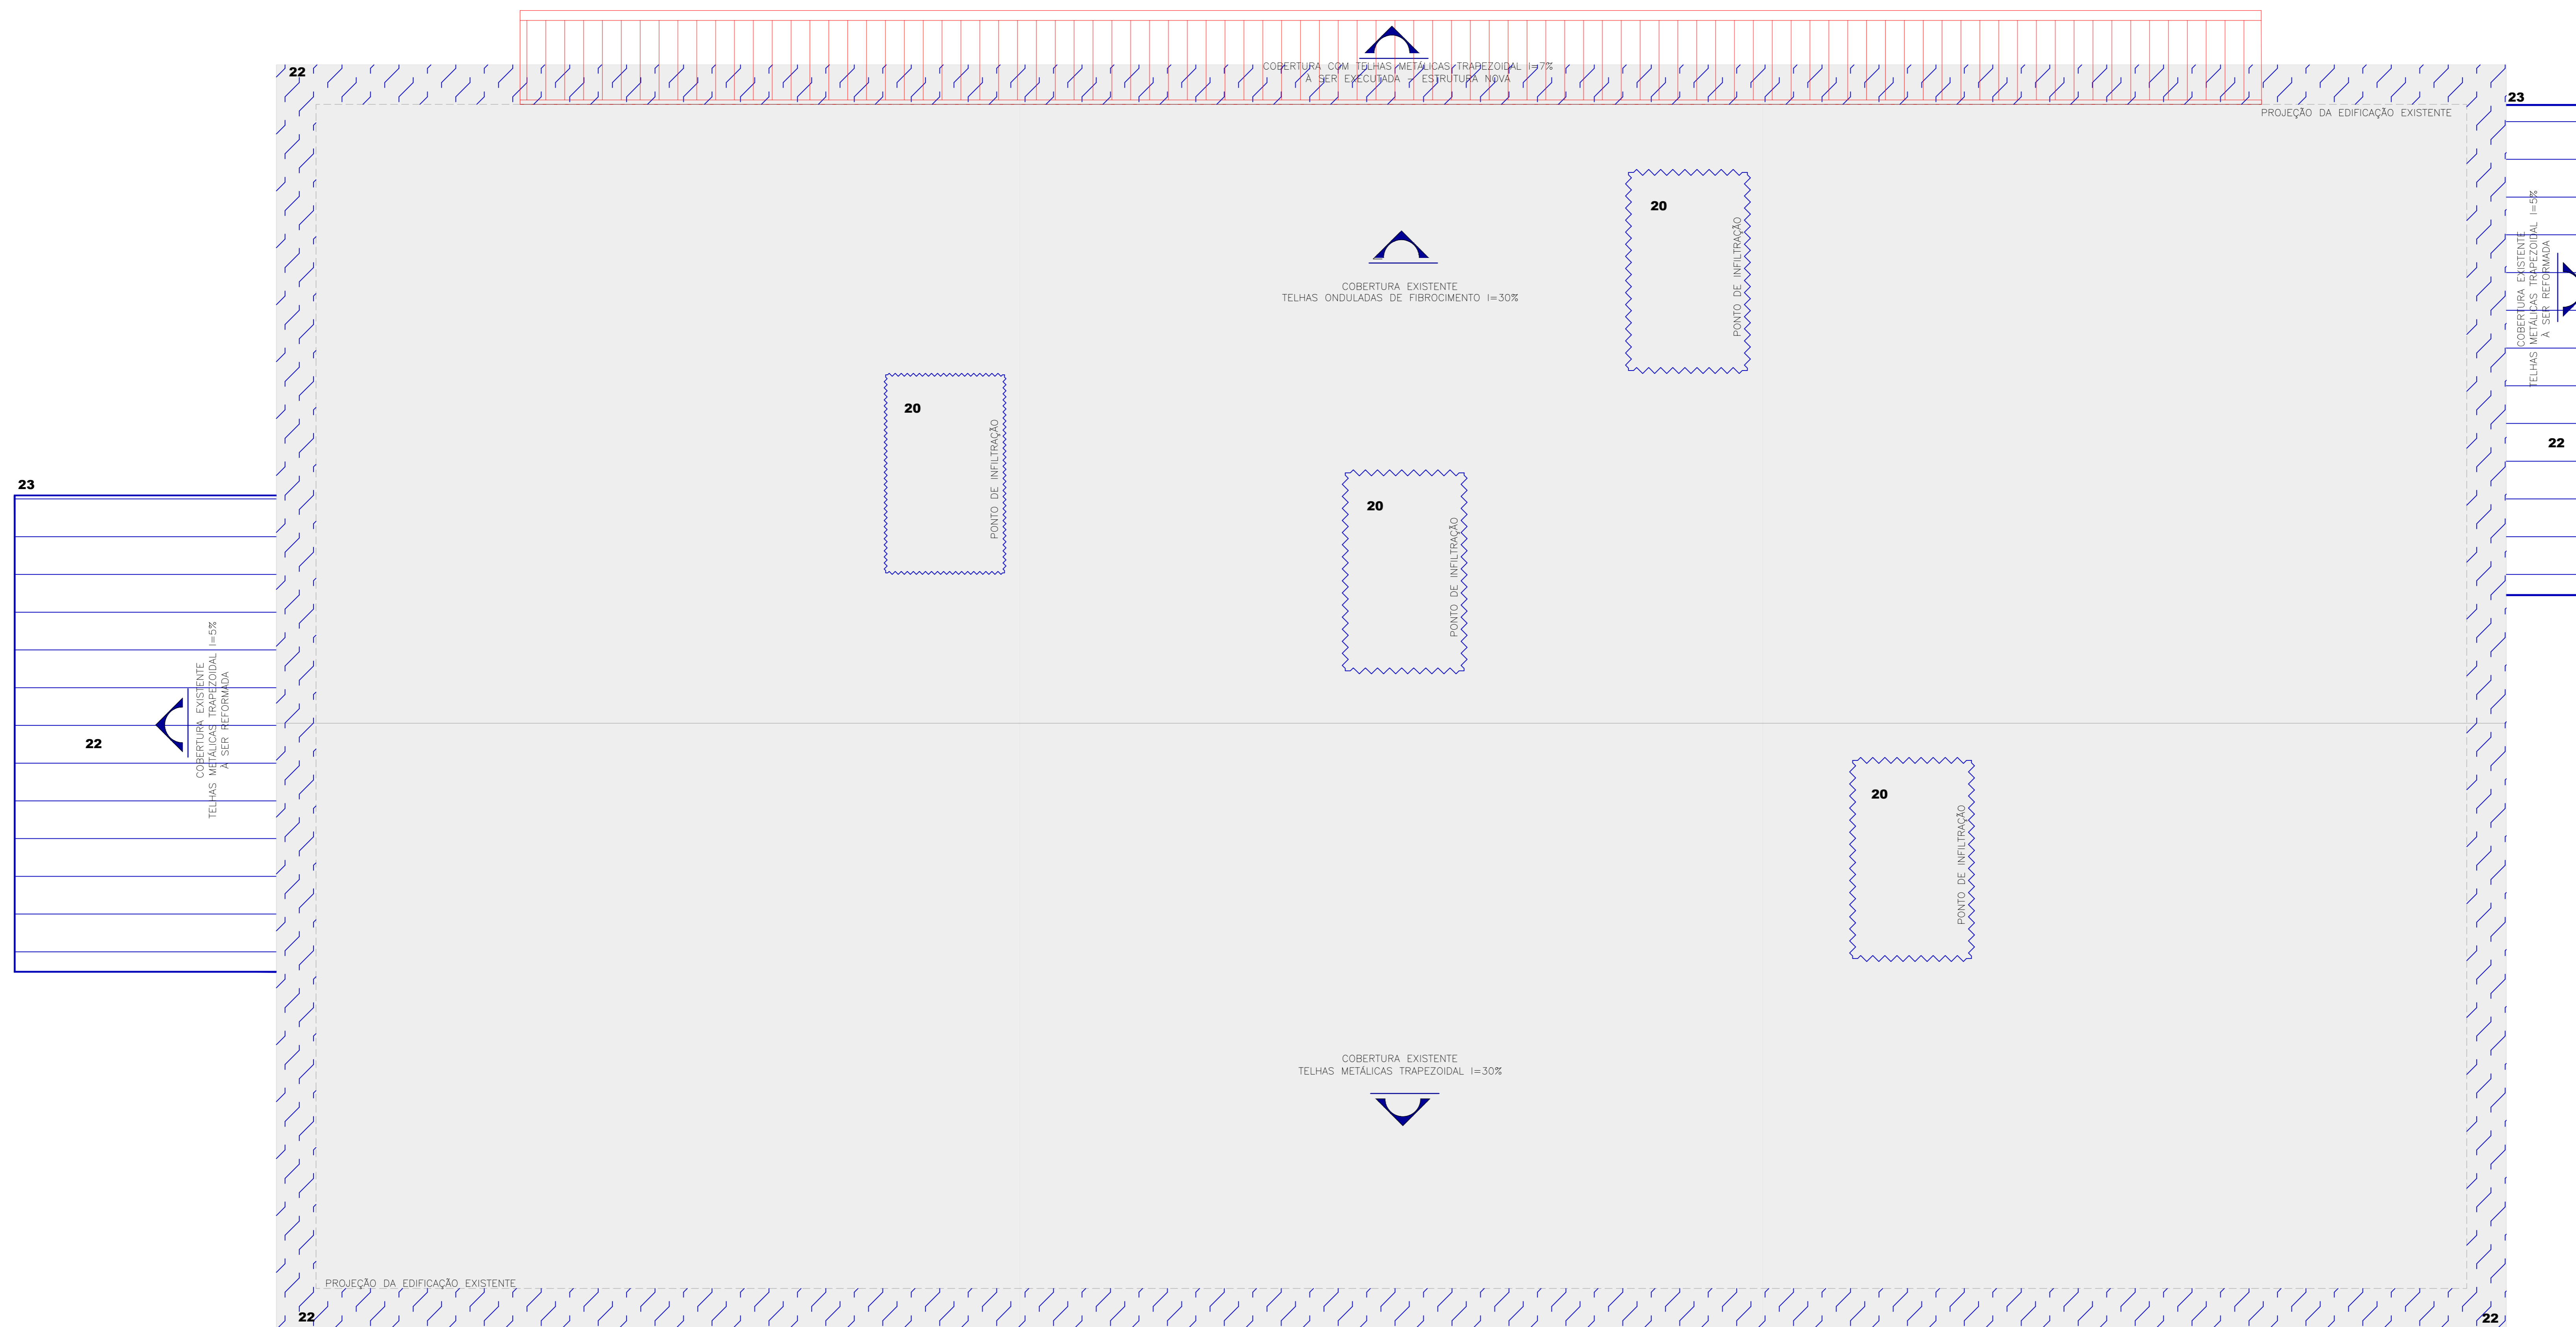 22
COBERTURA COM TELHAS METÁLICAS TRAPEZOIDAL I=7%
À SER EXECUTADA - ESTRUTURA NOVA
23
PROJEÇÃO DA EDIFICAÇÃO EXISTENTE
20
PONTO DE INFILTRAÇÃO
COBERTURA EXISTENTE
TELHAS ONDULADAS DE FIBROCIMENTO I=30%
COBERTURA EXISTENTE
TELHAS METÁLICAS TRAPEZOIDAL I=5%
À SER REFORMADA
22
20
PONTO DE INFILTRAÇÃO
20
PONTO DE INFILTRAÇÃO
23
COBERTURA EXISTENTE
TELHAS METÁLICAS TRAPEZOIDAL I=5%
À SER REFORMADA
22
20
PONTO DE INFILTRAÇÃO
COBERTURA EXISTENTE
TELHAS METÁLICAS TRAPEZOIDAL I=30%
PROJEÇÃO DA EDIFICAÇÃO EXISTENTE
22
22